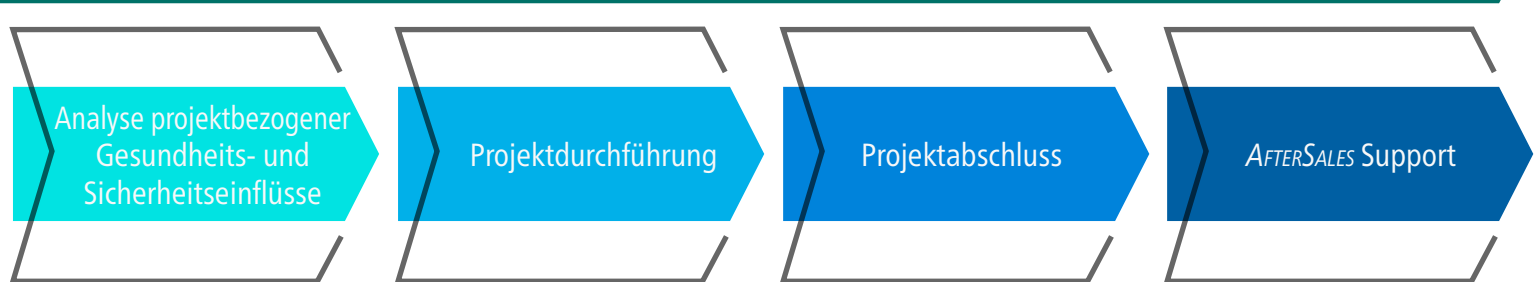 Analyse projektbezogener
Gesundheits- und
Sicherheitseinflüsse
Projektdurchführung
Projektabschluss
AFTERSALES Support